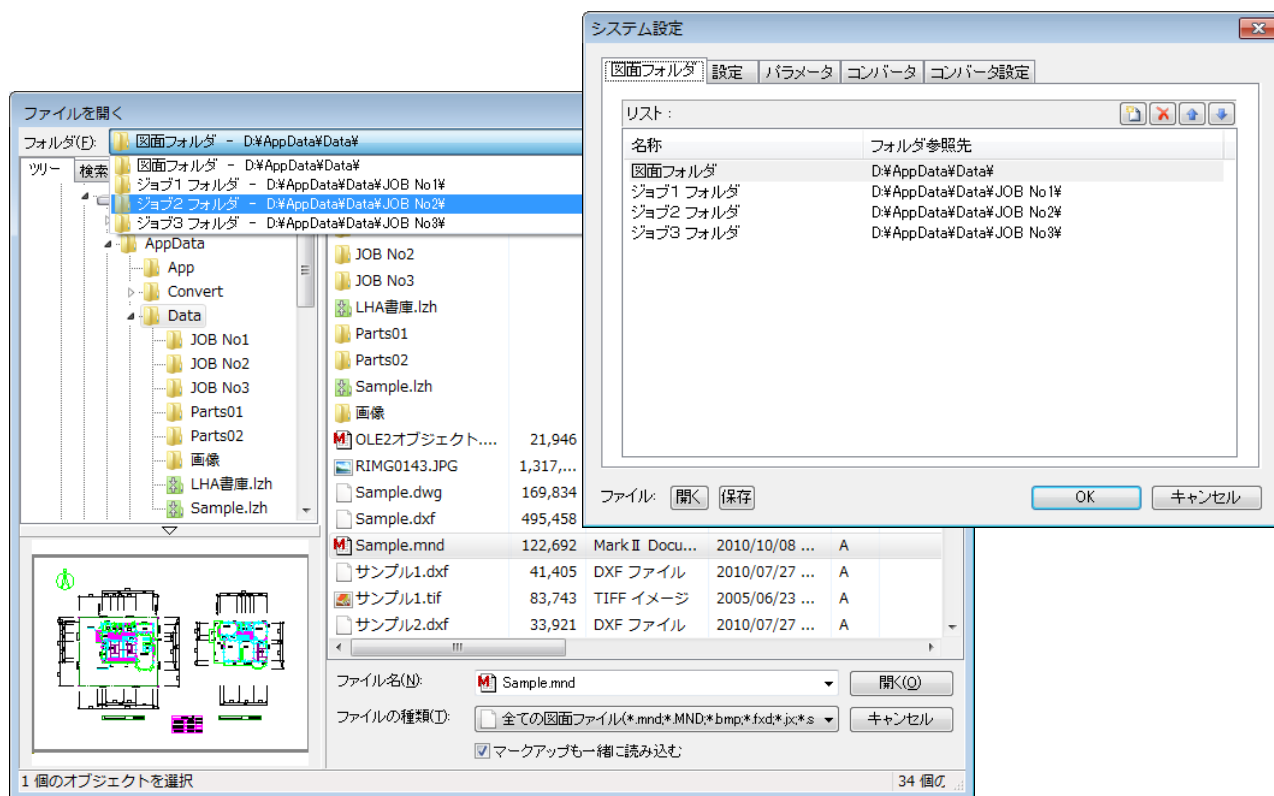 システム設定
図面フォルダ 設定 パラメータ コンバータ コンバータ設定
リスト:
名称 フォルダ参照先
図面フォルダ D:¥AppData¥Data¥
ジョブ1 フォルダ D:¥AppData¥Data¥JOB No1¥
ジョブ2 フォルダ D:¥AppData¥Data¥JOB No2¥
ジョブ3 フォルダ D:¥AppData¥Data¥JOB No3¥
ファイル: 開く 保存 OK キャンセル
ファイルを開く
フォルダ(F): 図面フォルダ - D:¥AppData¥Data¥
ツリー 検索
図面フォルダ - D:¥AppData¥Data¥
ジョブ1 フォルダ - D:¥AppData¥Data¥JOB No1¥
ジョブ2 フォルダ - D:¥AppData¥Data¥JOB No2¥
ジョブ3 フォルダ - D:¥AppData¥Data¥JOB No3¥
AppData
App
Convert
Data
JOB No1
JOB No2
JOB No3
Parts01
Parts02
画像
LHA書庫.lzh
Sample.lzh
JOB No2
JOB No3
LHA書庫.lzh
Parts01
Parts02
Sample.lzh
画像
OLE2オブジェクト.... 21,946
RIMG0143.JPG 1,317,...
Sample.dwg 169,834
Sample.dxf 495,458
Sample.mnd 122,692 MarkⅡ Docu... 2010/10/08 ... A
サンプル1.dxf 41,405 DXF ファイル 2010/07/27 ... A
サンプル1.tif 83,743 TIFF イメージ 2005/06/23 ... A
サンプル2.dxf 33,921 DXF ファイル 2010/07/27 ... A
ファイル名(N): Sample.mnd 開く(O)
ファイルの種類(T): 全ての図面ファイル(*.mnd;*.MND;*bmp;*.fxd;*.jx;*.s キャンセル
マークアップも一緒に読み込む
1 個のオブジェクトを選択 34 個の